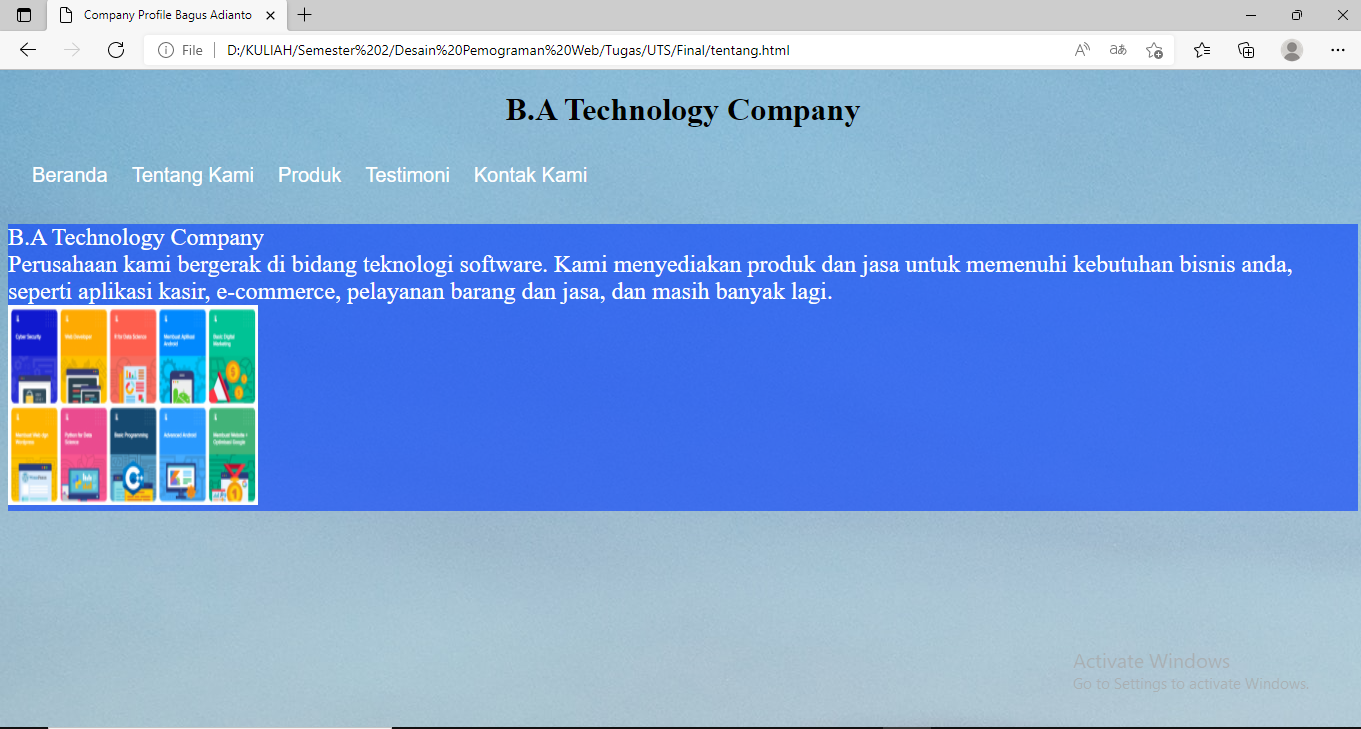 Company Profile Bagus Adianto
File D:/KULIAH/Semester%202/Desain%20Pemograman%20Web/Tugas/UTS/Final/tentang.html
B.A Technology Company
Beranda Tentang Kami Produk Testimoni Kontak Kami
B.A Technology Company
Perusahaan kami bergerak di bidang teknologi software. Kami menyediakan produk dan jasa untuk memenuhi kebutuhan bisnis anda,
seperti aplikasi kasir, e-commerce, pelayanan barang dan jasa, dan masih banyak lagi.
Cyber Security Web Developer R for Data Science Membuat Aplikasi Basic Digital
Android Marketing
Python for Data Basic Programming Advanced Android Membuat Website +
Wordpress Science Optimasi Google
Activate Windows
Go to Settings to activate Windows.